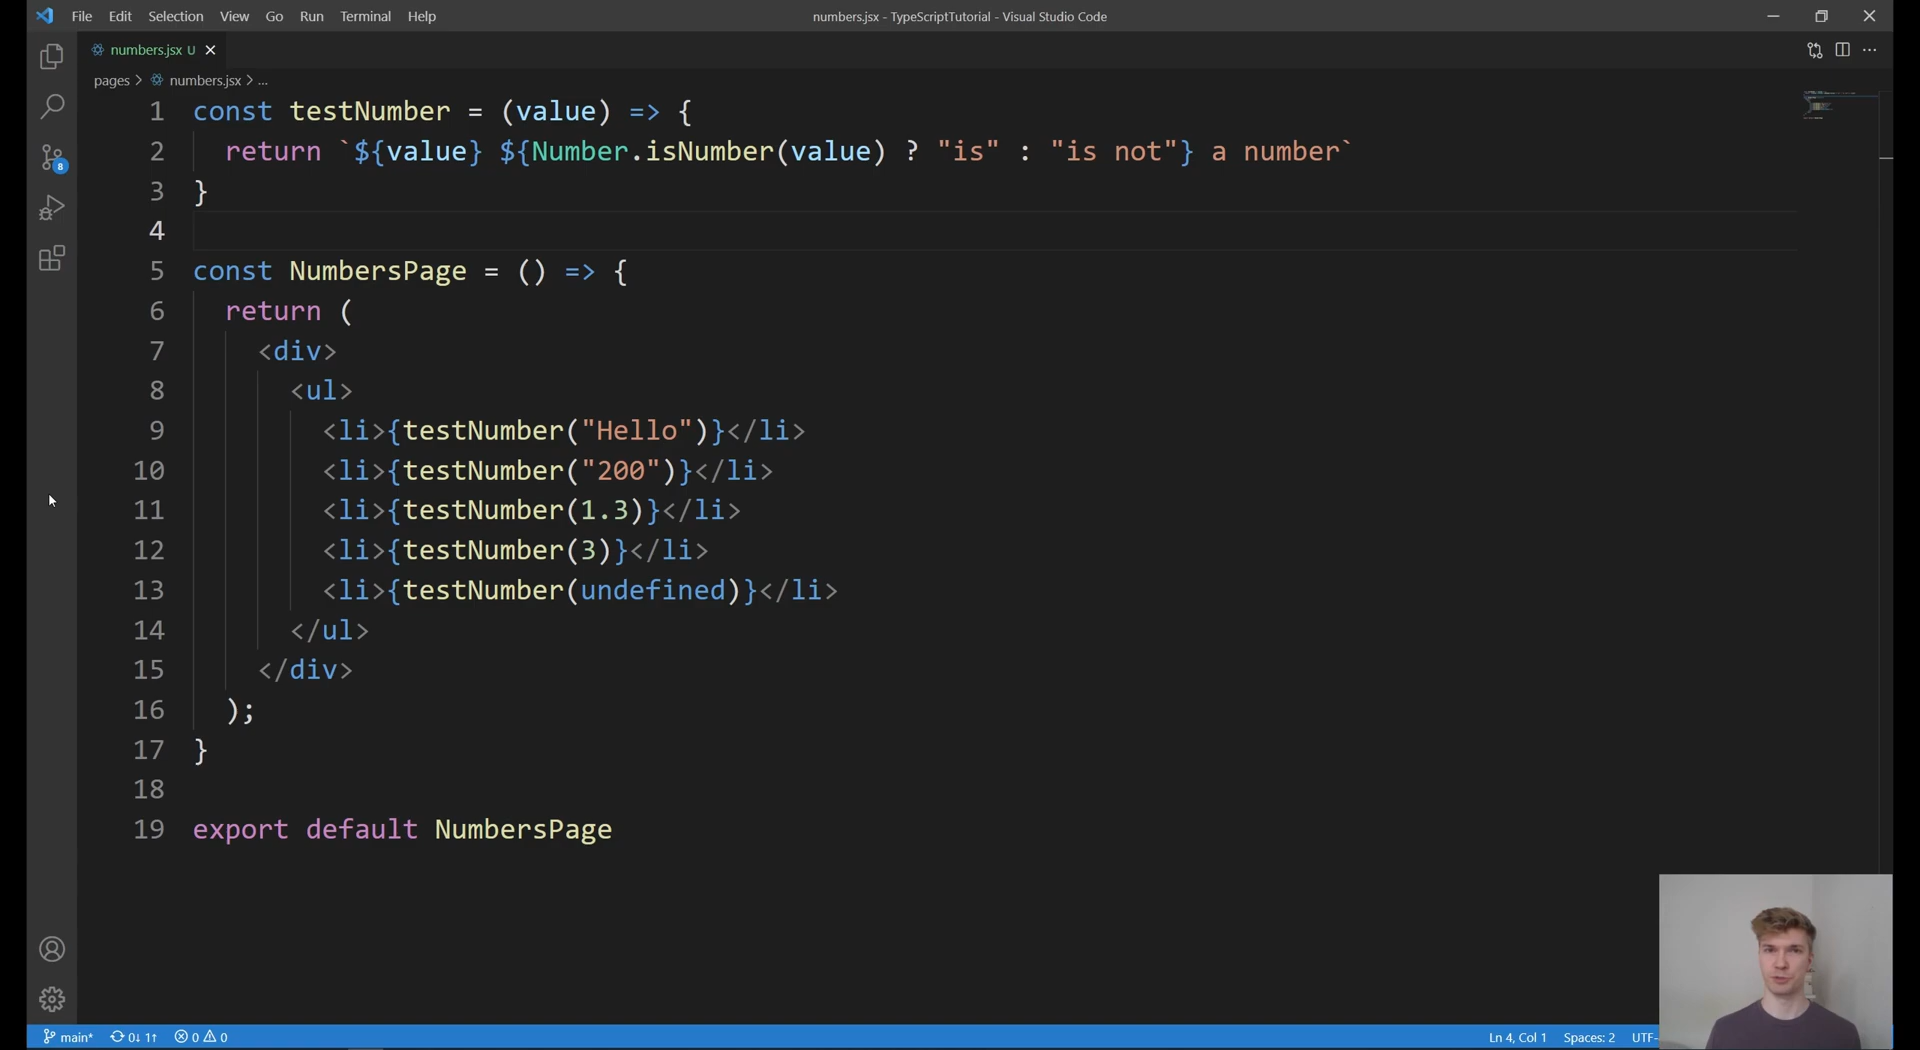 File Edit Selection View Go Run Terminal Help
numbers.jsx - TypeScriptTutorial - Visual Studio Code
numbers.jsx U
pages > numbers.jsx > ...
8
1 const testNumber = (value) => {
2 return `${value} ${Number.isNumber(value) ? "is" : "is not"} a number`
3 }
4
5 const NumbersPage = () => {
6 return (
7 <div>
8 <ul>
9 <li>{testNumber("Hello")}</li>
10 <li>{testNumber("200")}</li>
11 <li>{testNumber(1.3)}</li>
12 <li>{testNumber(3)}</li>
13 <li>{testNumber(undefined)}</li>
14 </ul>
15 </div>
16 );
17 }
18
19 export default NumbersPage
main* 0↓ 1↑ 0 0 Ln 4, Col 1 Spaces: 2 UTF-